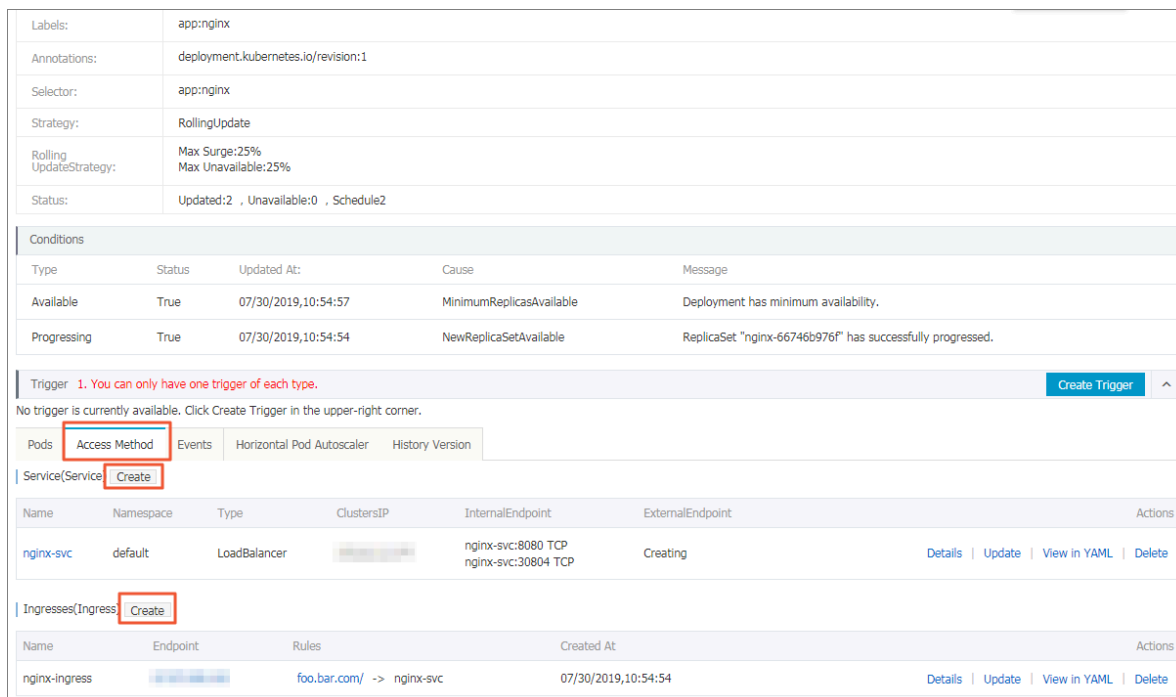 Labels: app:nginx
Annotations: deployment.kubernetes.io/revision:1
Selector: app:nginx
Strategy: RollingUpdate
Rolling UpdateStrategy: Max Surge:25%
Max Unavailable:25%
Status: Updated:2 , Unavailable:0 , Schedule2
Conditions
Type Status Updated At: Cause Message
Available True 07/30/2019,10:54:57 MinimumReplicasAvailable Deployment has minimum availability.
Progressing True 07/30/2019,10:54:54 NewReplicaSetAvailable ReplicaSet "nginx-66746b976f" has successfully progressed.
Trigger 1. You can only have one trigger of each type. Create Trigger
No trigger is currently available. Click Create Trigger in the upper-right corner.
Pods Access Method Events Horizontal Pod Autoscaler History Version
Service(Service) Create
Name Namespace Type ClustersIP InternalEndpoint ExternalEndpoint Actions
nginx-svc default LoadBalancer nginx-svc:8080 TCP Creating Details | Update | View in YAML | Delete
nginx-svc:30804 TCP
Ingresses(Ingress) Create
Name Endpoint Rules Created At Actions
nginx-ingress foo.bar.com/ -> nginx-svc 07/30/2019,10:54:54 Details | Update | View in YAML | Delete